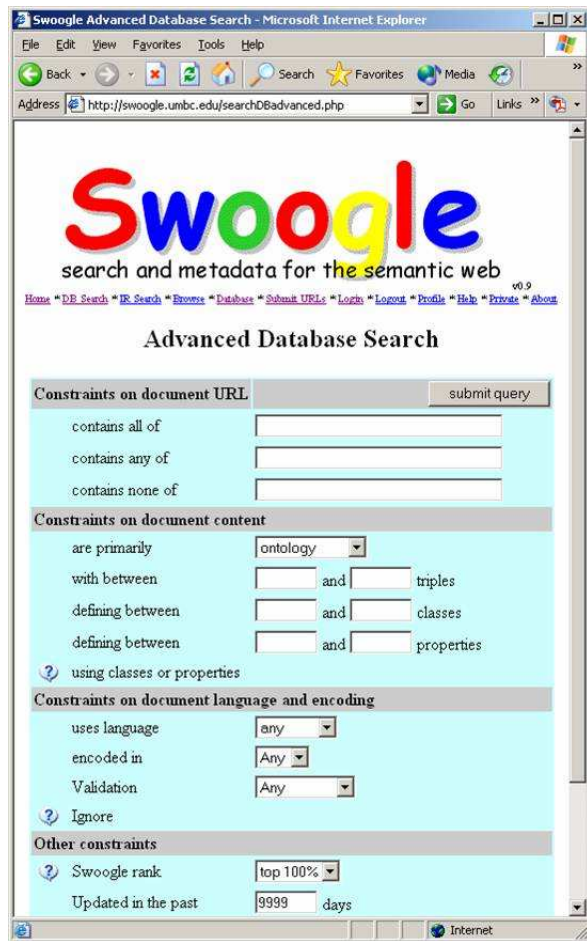 Swoogle Advanced Database Search - Microsoft Internet Explorer
File Edit View Favorites Tools Help
Back Search Favorites Media »
Address http://swoogle.umbc.edu/searchDBadvanced.php Go Links »
Swoogle
search and metadata for the semantic web
v0.9
Home * DB Search * IR Search * Browse * Database * Submit URLs * Login * Logout * Profile * Help * Private * About
Advanced Database Search
Constraints on document URL submit query
contains all of
contains any of
contains none of
Constraints on document content
are primarily ontology
with between and triples
defining between and classes
defining between and properties
? using classes or properties
Constraints on document language and encoding
uses language any
encoded in Any
Validation Any
? Ignore
Other constraints
? Swoogle rank top 100%
Updated in the past 9999 days
Internet